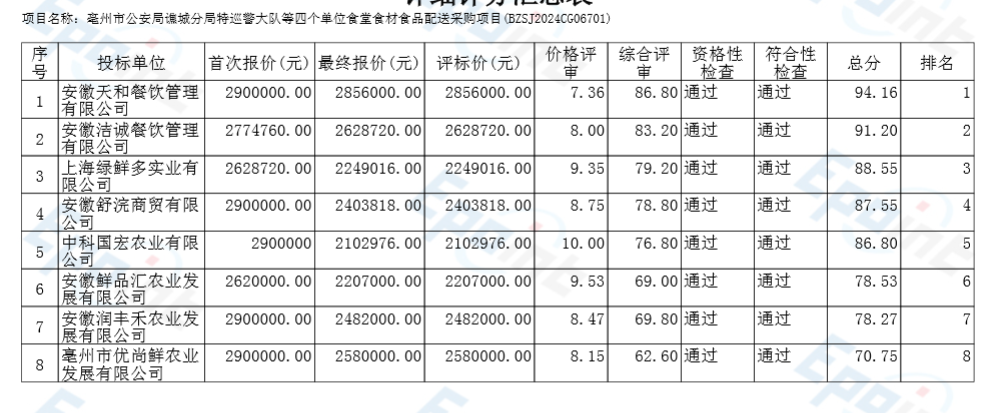 详细评分汇总表
项目名称：亳州市公安局谯城分局特巡警大队等四个单位食堂食材食品配送采购项目(BZSJ2024CG06701)
序号 投标单位 首次报价(元) 最终报价(元) 评标价(元) 价格评审 综合评审 资格性检查 符合性检查 总分 排名
1 安徽天和餐饮管理有限公司 2900000.00 2856000.00 2856000.00 7.36 86.80 通过 通过 94.16 1
2 安徽洁诚餐饮管理有限公司 2774760.00 2628720.00 2628720.00 8.00 83.20 通过 通过 91.20 2
3 上海绿鲜多实业有限公司 2628720.00 2249016.00 2249016.00 9.35 79.20 通过 通过 88.55 3
4 安徽舒浣商贸有限公司 2900000.00 2403818.00 2403818.00 8.75 78.80 通过 通过 87.55 4
5 中科国宏农业有限公司 2900000 2102976.00 2102976.00 10.00 76.80 通过 通过 86.80 5
6 安徽鲜品汇农业发展有限公司 2620000.00 2207000.00 2207000.00 9.53 69.00 通过 通过 78.53 6
7 安徽润丰禾农业发展有限公司 2900000.00 2482000.00 2482000.00 8.47 69.80 通过 通过 78.27 7
8 亳州市优尚鲜农业发展有限公司 2900000.00 2580000.00 2580000.00 8.15 62.60 通过 通过 70.75 8